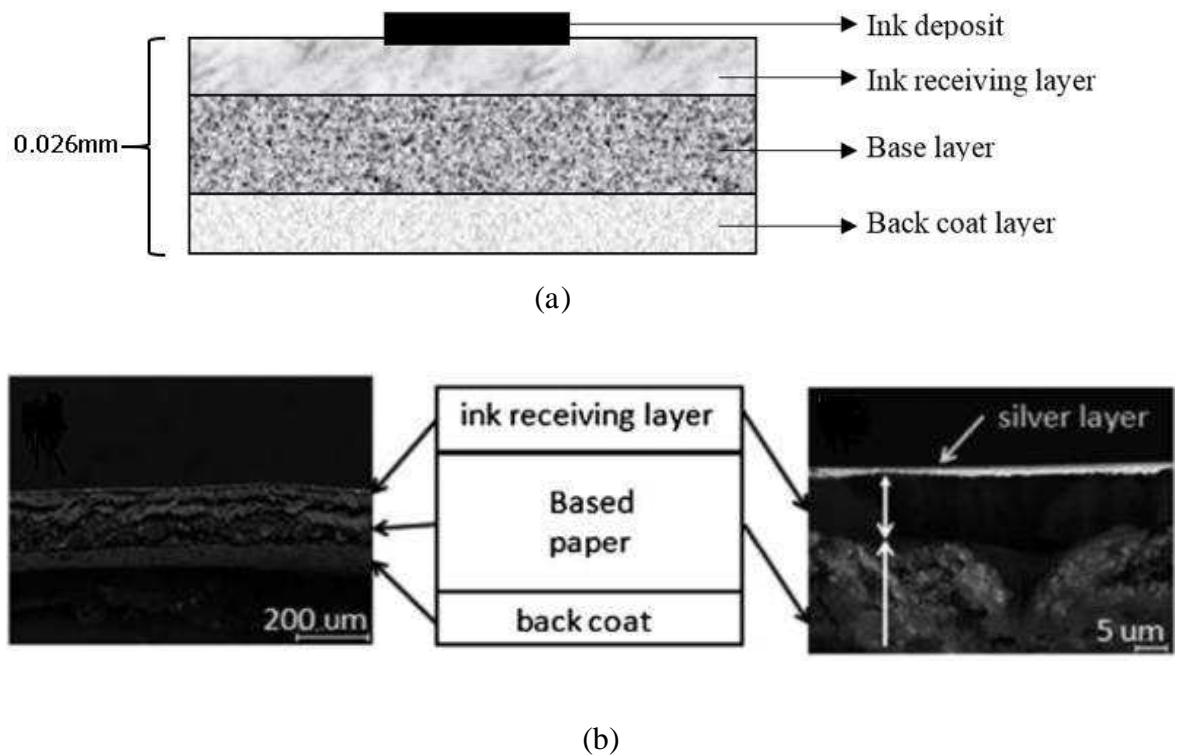 Ink deposit
Ink receiving layer
0.026mm
Base layer
Back coat layer
(a)
ink receiving layer
silver layer
Based
paper
200 um
back coat
5 um
(b)